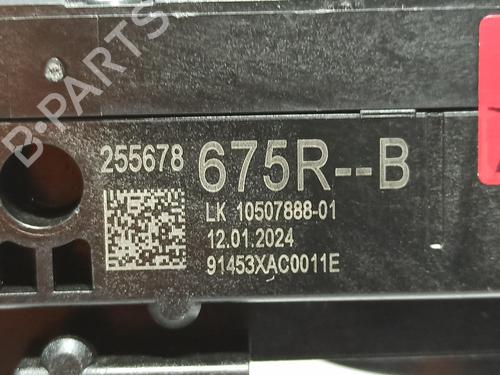 B-PARTS
255678 675R--B
LK 10507888-01
12.01.2024
91453XAC0011E